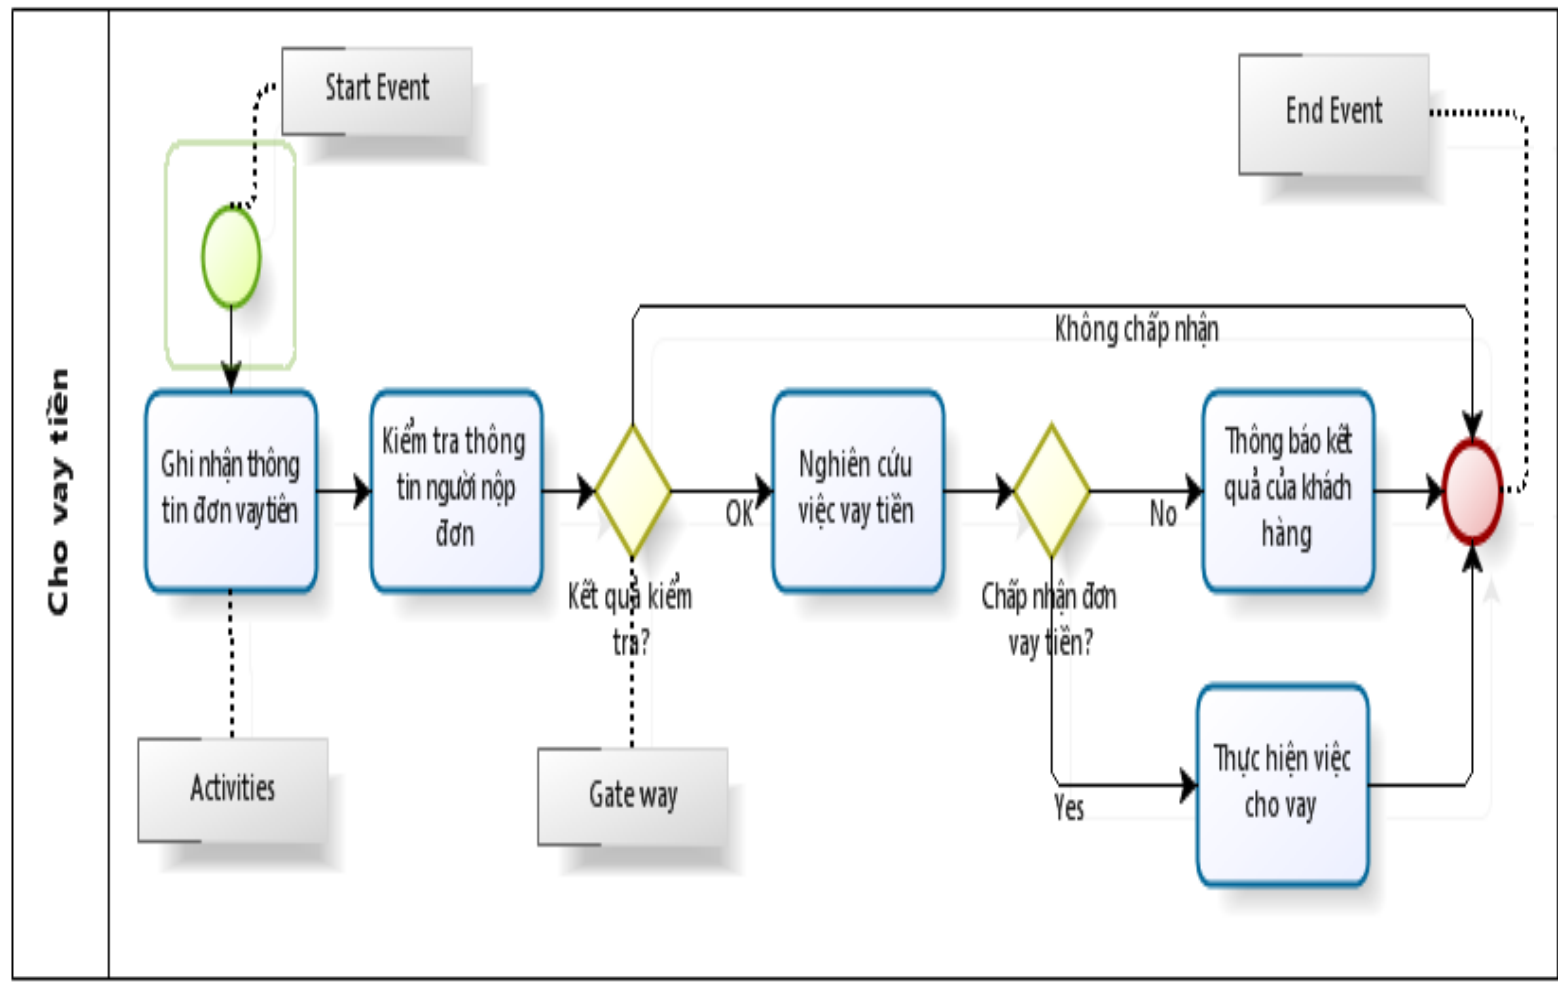 Cho vay tiền
Start Event
End Event
Không chấp nhận
Ghi nhận thông
tin đơn vay tiên
Kiểm tra thông
tin người nộp
đơn
OK
Kết quả kiểm
tra?
Nghiên cứu
việc vay tiền
No
Chấp nhận đơn
vay tiền?
Thông báo kết
quả của khách
hàng
Yes
Thực hiện việc
cho vay
Activities
Gate way